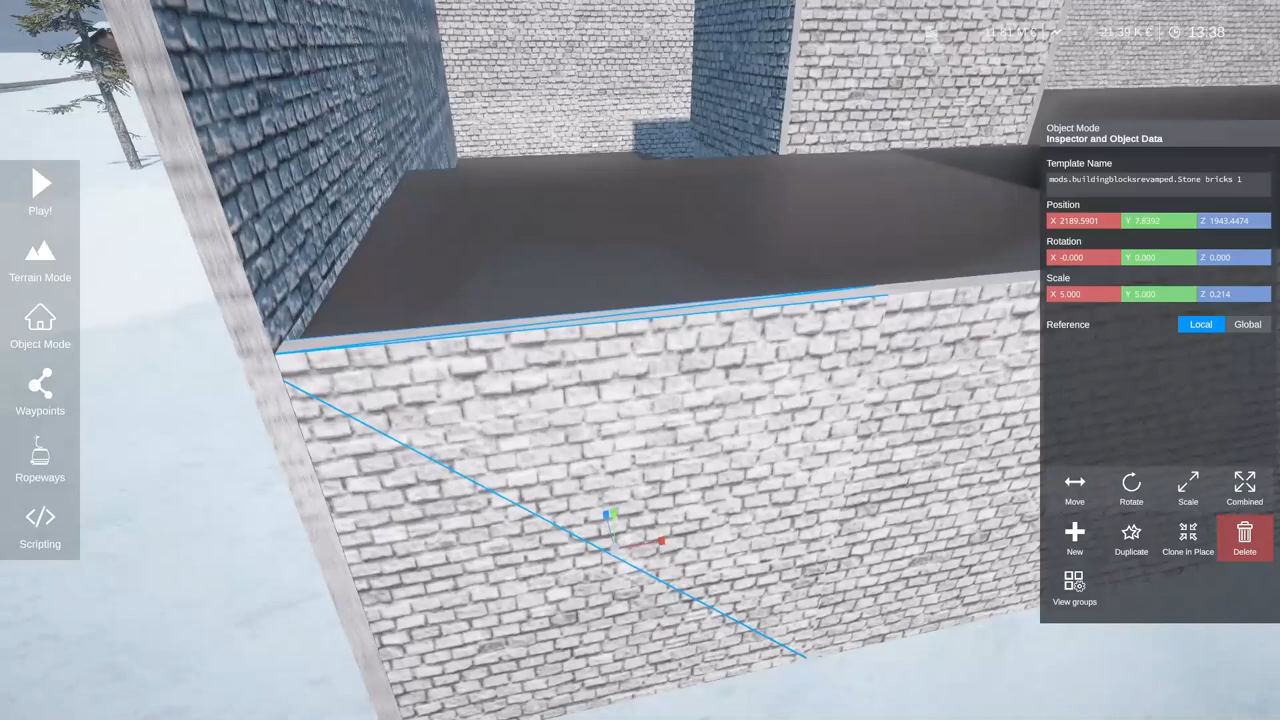 13:38
Play!
Terrain Mode
Object Mode
Waypoints
Ropeways
Scripting
Object Mode
Inspector and Object Data
Template Name
mods.buildingblocksrevamped.Stone bricks 1
Position
X 2189.5901 Y 7.8392 Z 1943.4474
Rotation
X -0.000 Y 0.000 Z 0.000
Scale
X 5.000 Y 5.000 Z 0.214
Reference Local Global
Move Rotate Scale Combined
New Duplicate Clone in Place Delete
View groups